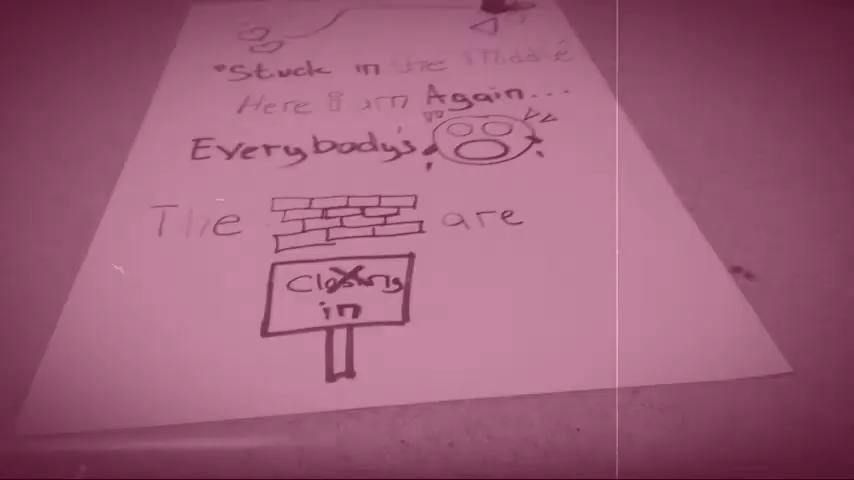 "Stuck in the Middle
Here I am Again...
Everybody's
The are
Closing
in